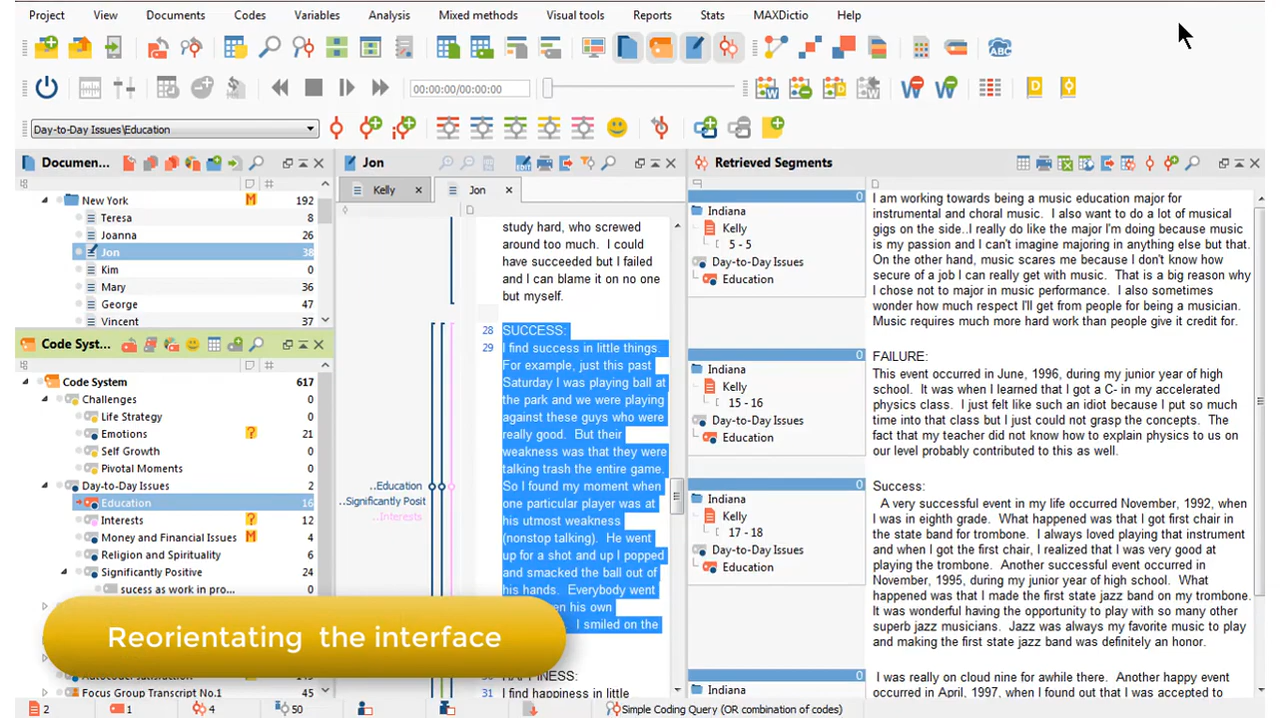 Project View Documents Codes Variables Analysis Mixed methods Visual tools Reports Stats MAXDictio Help
ABC
00:00:00/00:00:00
W D W W D
Day-to-Day Issues\Education
Documen...
New York M 192
Teresa 8
Joanna 26
Jon 38
Kim 0
Mary 36
George 47
Vincent 37
Code Syst...
Code System 617
Challenges 0
Life Strategy 0
Emotions ? 21
Self Growth 0
Pivotal Moments 0
Day-to-Day Issues 2
Education 16
Interests ? 12
Money and Financial Issues M 4
Religion and Spirituality 2
Significantly Positive 24
sucess as work in pro... 0
Focus Group Transcript No.1 45
Jon
EDIT
Kelly Jon
study hard, who screwed
around too much. I could
have succeeded but I failed
and I can blame it on no one
but myself.
28 SUCCESS:
29 I find success in little things.
For example, just this past
Saturday I was playing ball at
the park and we were playing
against these guys who were
really good. But their
weakness was that they were
talking trash the entire game.
..Education So I found my moment when
..Significantly Posit one particular player was at
..Interests his utmost weakness
(nonstop talking). He went
up for a shot and up I popped
and smacked the ball out of
his hands. Everybody went
his own
I smiled on the
HAPPINESS:
31 I find happiness in little
Retrieved Segments
0
Indiana
Kelly
5 - 5
Day-to-Day Issues
Education
I am working towards being a music education major for
instrumental and choral music. I also want to do a lot of musical
gigs on the side..I really do like the major I'm doing because music
is my passion and I can't imagine majoring in anything else but that.
On the other hand, music scares me because I don't know how
secure of a job I can really get with music. That is a big reason why
I chose not to major in music performance. I also sometimes
wonder how much respect I'll get from people for being a musician.
Music requires much more hard work than people give it credit for.
0
Indiana
Kelly
15 - 16
Day-to-Day Issues
Education
FAILURE:
This event occurred in June, 1996, during my junior year of high
school. It was when I learned that I got a C- in my accelerated
physics class. I just felt like such an idiot because I put so much
time into that class but I just could not grasp the concepts. The
fact that my teacher did not know how to explain physics to us on
our level probably contributed to this as well.
0
Indiana
Kelly
17 - 18
Day-to-Day Issues
Education
Success:
A very successful event in my life occurred November, 1992, when
I was in eighth grade. What happened was that I got first chair in
the state band for trombone. I always loved playing that instrument
and when I got the first chair, I realized that I was very good at
playing the trombone. Another successful event occurred in
November, 1995, during my junior year of high school. What
happened was that I made the first state jazz band on my trombone.
It was wonderful having the opportunity to play with so many other
superb jazz musicians. Jazz was always my favorite music to play
and making the first state jazz band was definitely an honor.
0
Indiana
I was really on cloud nine for awhile there. Another happy event
occurred in April, 1997, when I found out that I was accepted to
Reorientating the interface
2 1 4 50 Simple Coding Query (OR combination of codes)